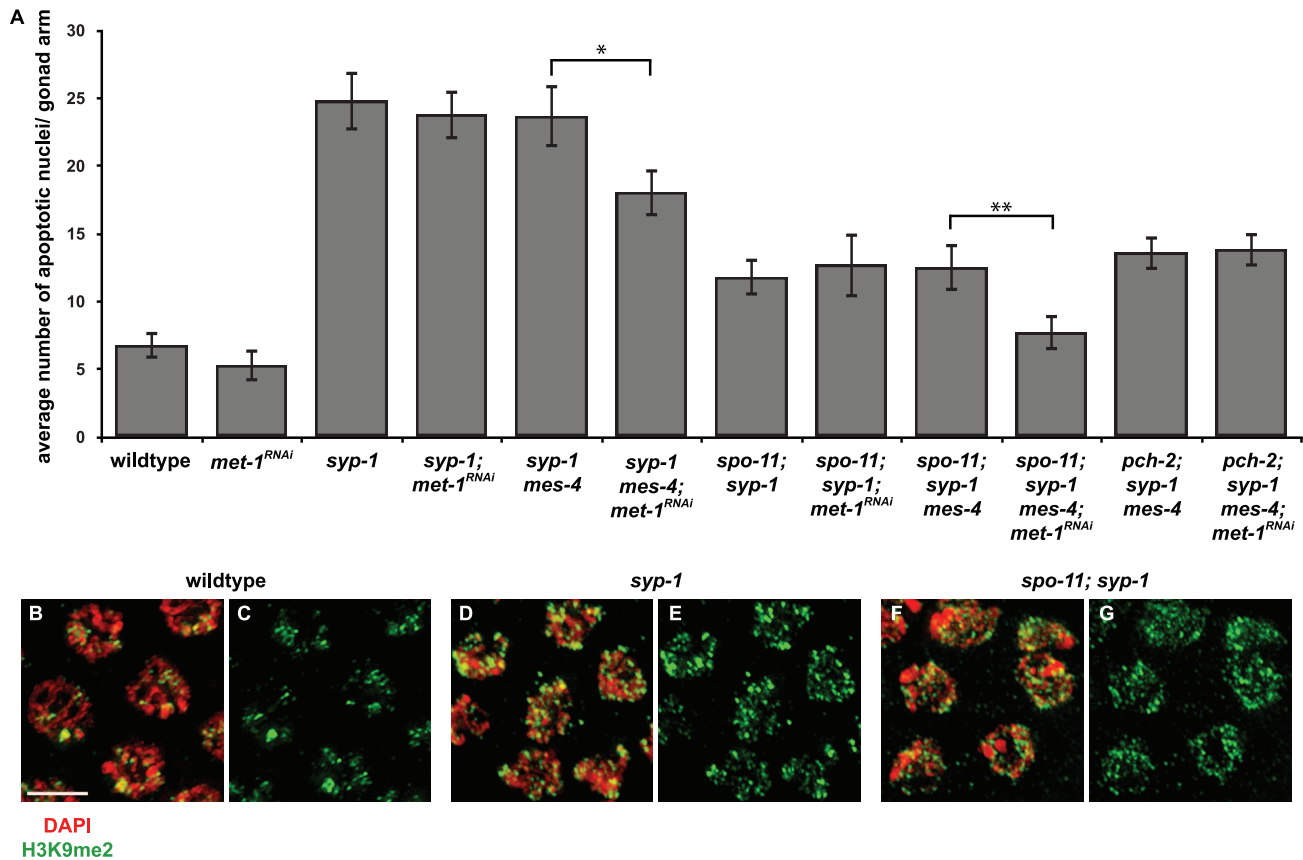 A
average number of apoptotic nuclei/ gonad arm
30
25
20
15
10
5
0
*
**
wildtype
met-1RNAi
syp-1
syp-1;
met-1RNAi
syp-1
mes-4
syp-1
mes-4;
met-1RNAi
spo-11;
syp-1
spo-11;
syp-1;
met-1RNAi
spo-11;
syp-1
mes-4
spo-11;
syp-1
mes-4;
met-1RNAi
pch-2;
syp-1
mes-4
pch-2;
syp-1
mes-4;
met-1RNAi
wildtype
syp-1
spo-11; syp-1
B
C
D
E
F
G
DAPI
H3K9me2